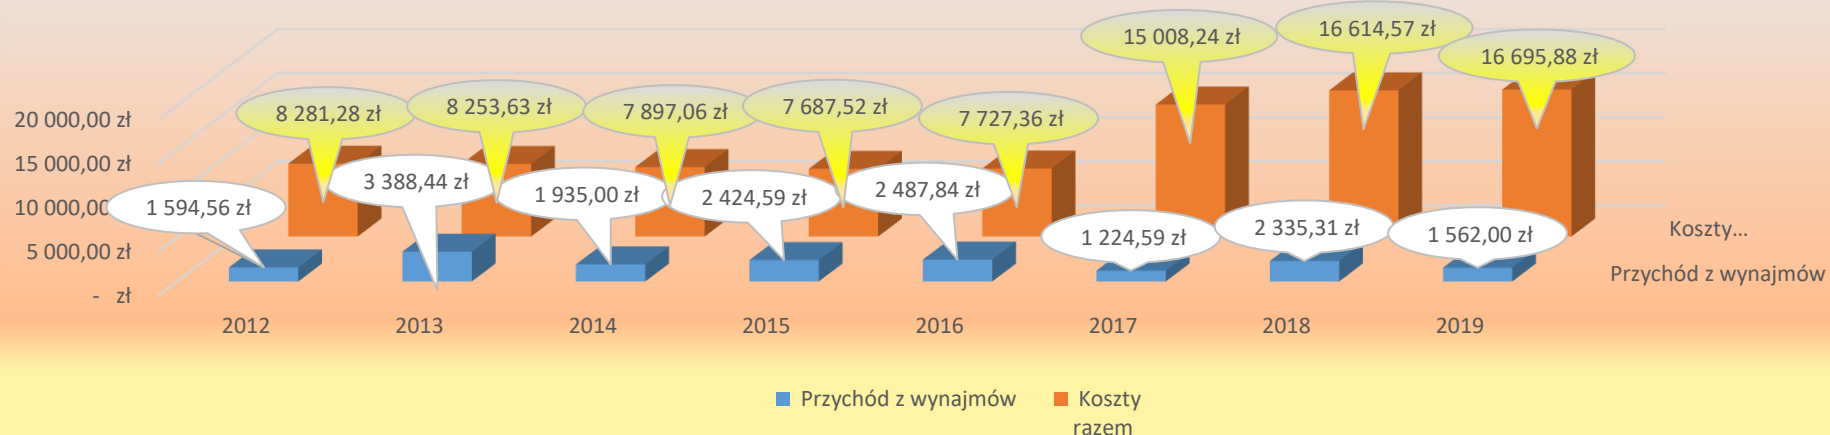 15 008,24 zł
16 614,57 zł
16 695,88 zł
8 281,28 zł
8 253,63 zł
7 897,06 zł
7 687,52 zł
7 727,36 zł
20 000,00 zł
15 000,00 zł
10 000,00
5 000,00 zł
- zł
1 594,56 zł
3 388,44 zł
1 935,00 zł
2 424,59 zł
2 487,84 zł
1 224,59 zł
2 335,31 zł
1 562,00 zł
Koszty...
Przychód z wynajmów
2012 2013 2014 2015 2016 2017 2018 2019
Przychód z wynajmów
Koszty
razem